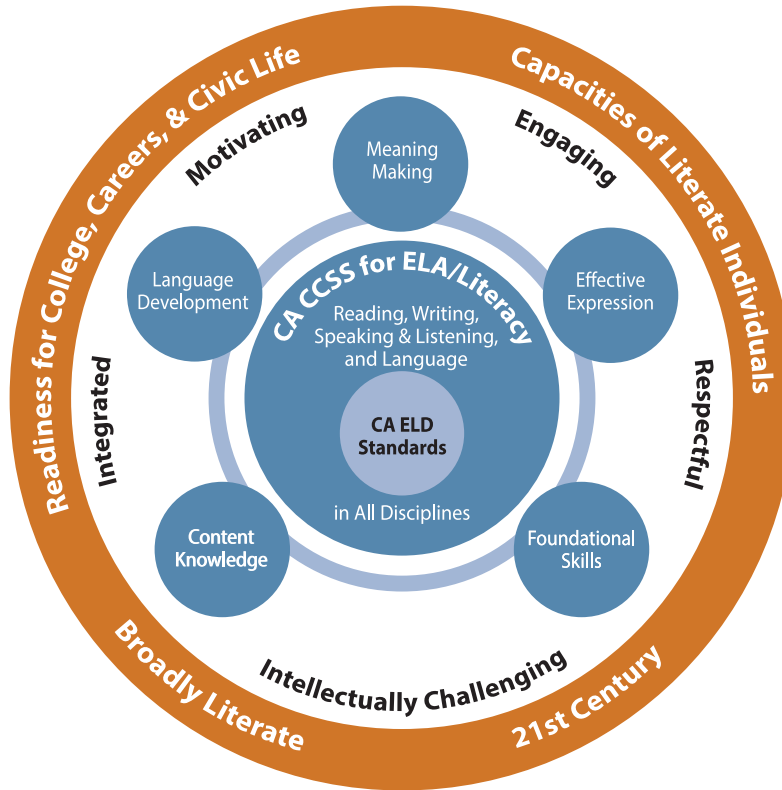 Readiness for College, Careers, & Civic Life
Capacities of Literate Individuals
Motivating
Engaging
Meaning
Making
Language
Development
Effective
Expression
CA CCSS for ELA/Literacy
Reading, Writing,
Speaking & Listening,
and Language
CA ELD
Standards
in All Disciplines
Integrated
Respectful
Content
Knowledge
Foundational
Skills
Intellectually Challenging
Broadly Literate
21st Century